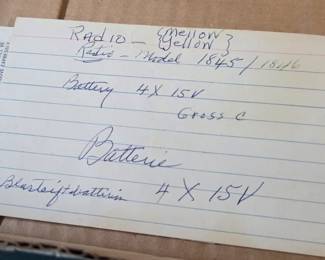 Radio - {Mellow}
{Yellow}
Radio - Model 1845/1846
Battery 4 X 15V
Gross C
Batterie
4 X 15V